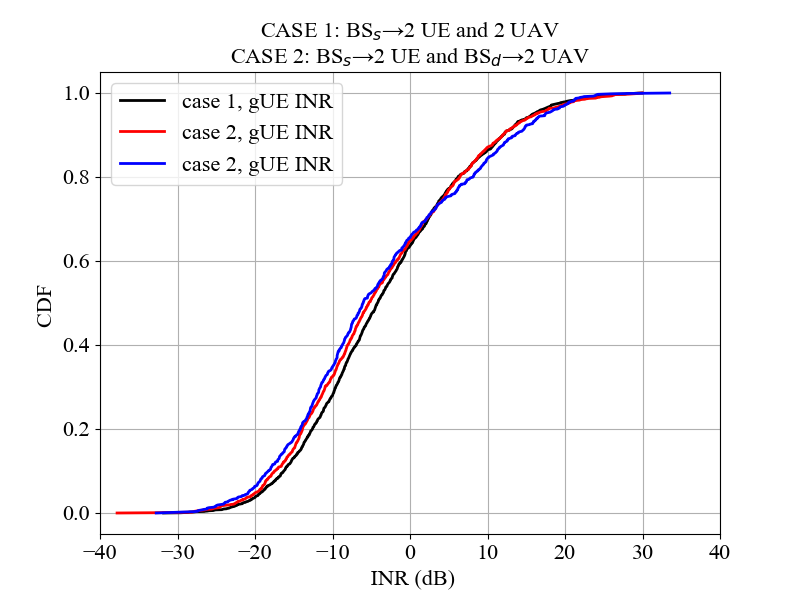 CASE 1: BSₛ→2 UE and 2 UAV
CASE 2: BSₛ→2 UE and BS_d→2 UAV
case 1, gUE INR
case 2, gUE INR
case 2, gUE INR
1.0
0.8
0.6
0.4
0.2
0.0
CDF
−40 −30 −20 −10 0 10 20 30 40
INR (dB)